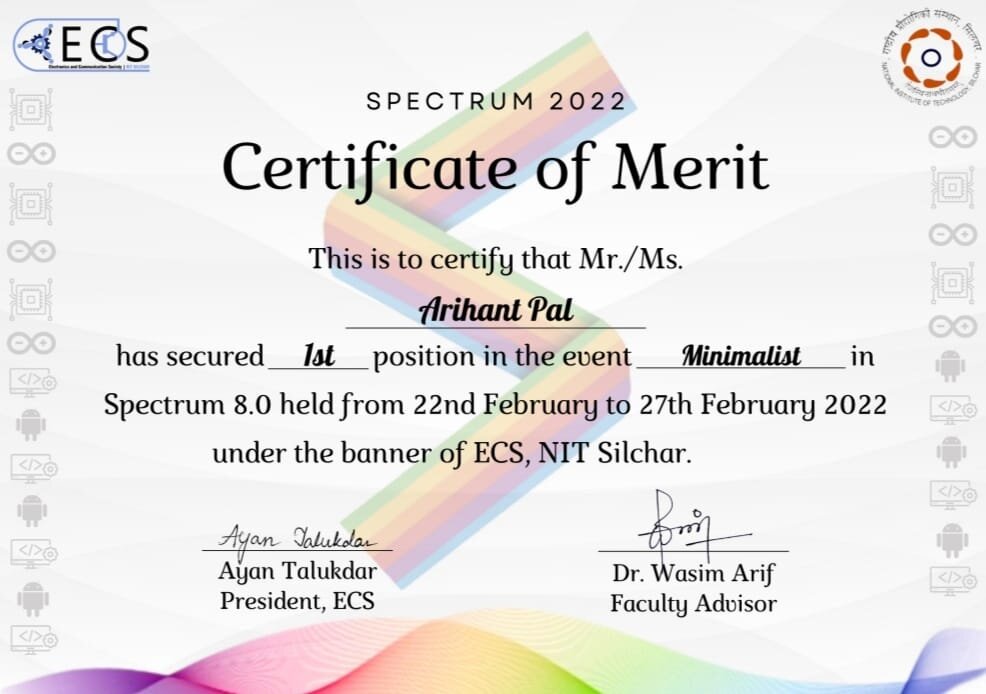 ECS
Electronics and Communication Society | NIT SILCHAR
राष्ट्रीय प्रौद्योगिकी संस्थान, सिलचर
NATIONAL INSTITUTE OF TECHNOLOGY, SILCHAR
SPECTRUM 2022
Certificate of Merit
This is to certify that Mr./Ms.
Arihant Pal
has secured 1st position in the event Minimalist in
Spectrum 8.0 held from 22nd February to 27th February 2022
under the banner of ECS, NIT Silchar.
Ayan Talukdar
Ayan Talukdar
President, ECS
Dr. Wasim Arif
Faculty Advisor